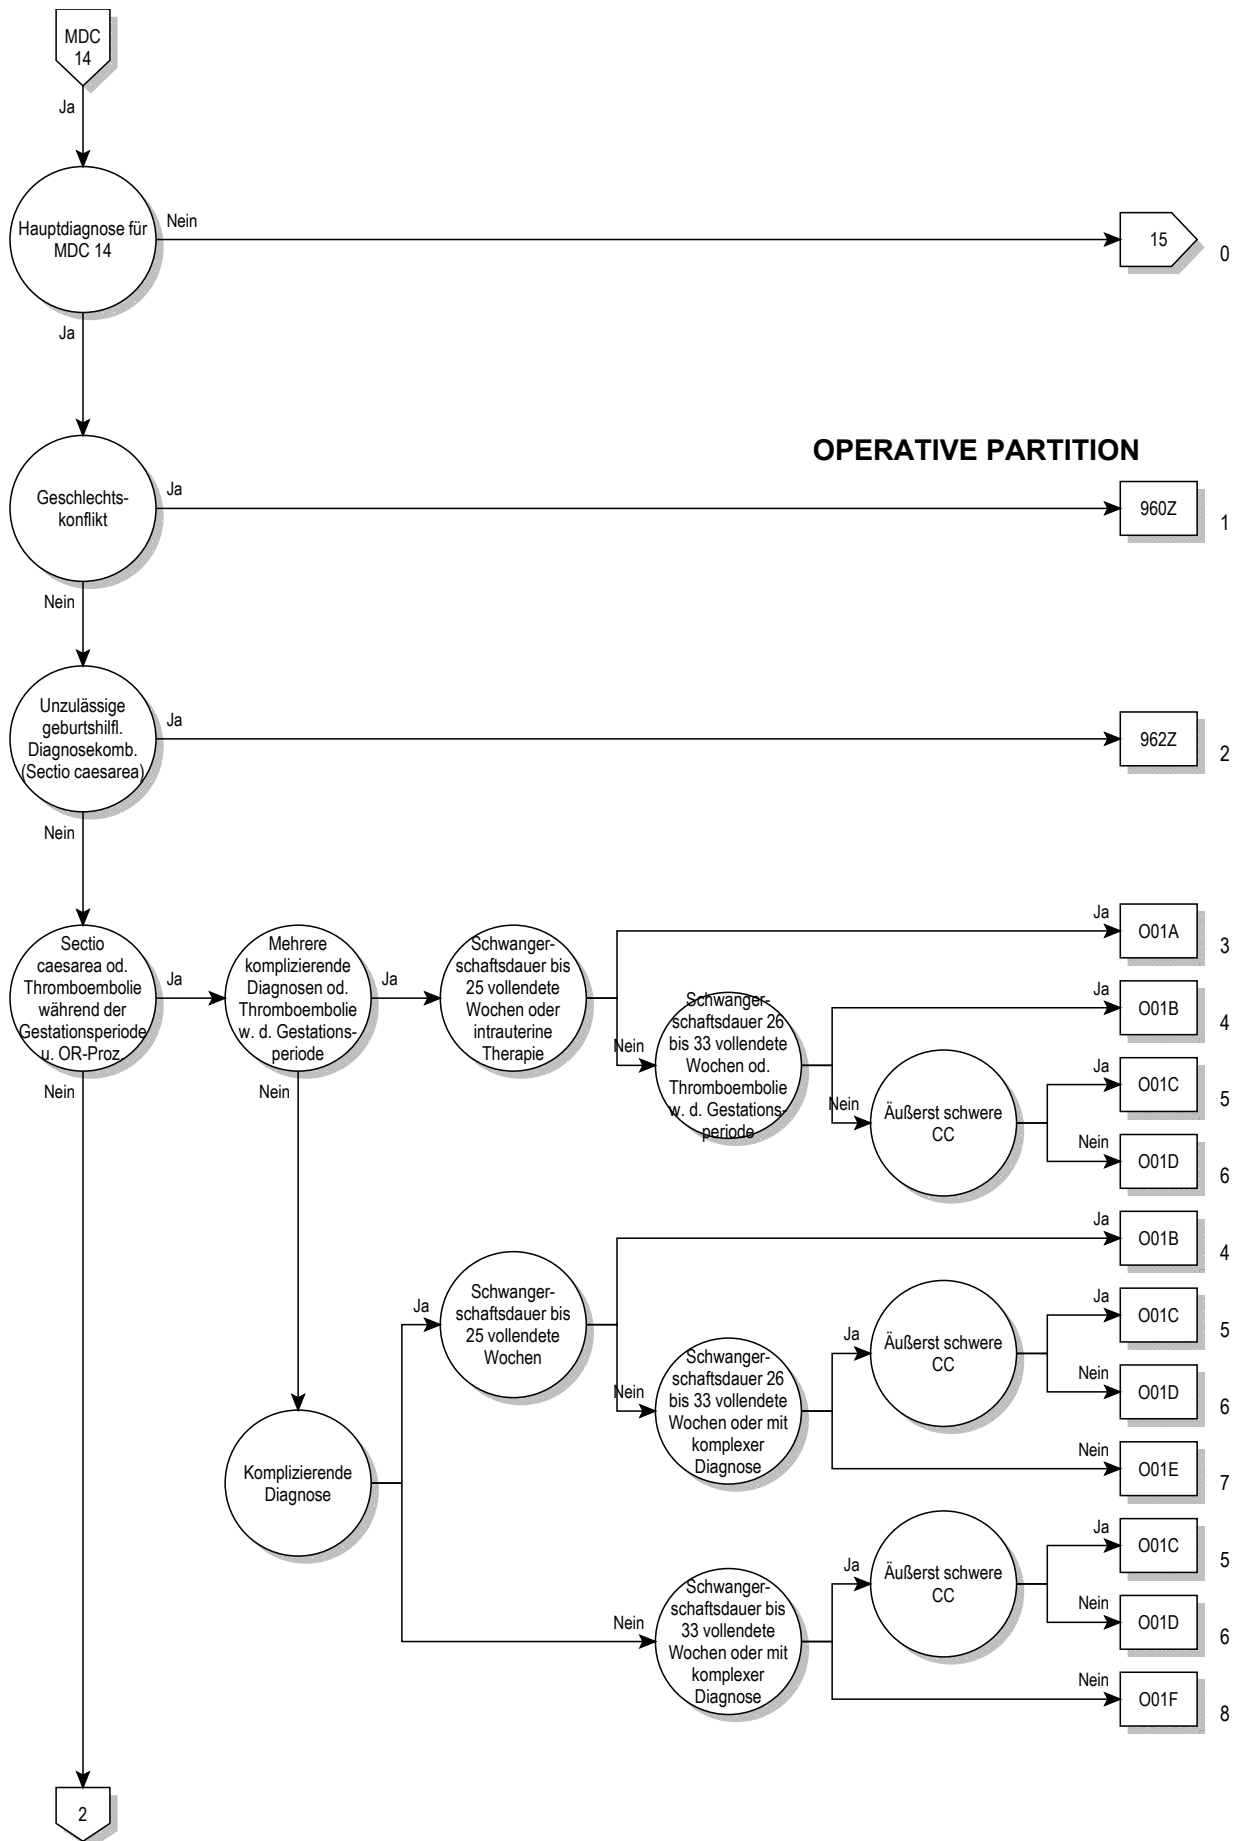 MDC
14
Ja
Hauptdiagnose für
MDC 14
Nein
15
0
Ja
OPERATIVE PARTITION
Geschlechts-
konflikt
Ja
960Z
1
Nein
Unzulässige
geburtshilfl.
Diagnosekomb.
(Sectio caesarea)
Ja
962Z
2
Nein
Sectio
caesarea od.
Thromboembolie
während der
Gestationsperiode
u. OR-Proz.
Ja
Nein
Mehrere
komplizierende
Diagnosen od.
Thromboembolie
w. d. Gestations-
periode
Ja
Nein
Schwanger-
schaftsdauer bis
25 vollendete
Wochen oder
intrauterine
Therapie
Ja
O01A
3
Nein
Schwanger-
schaftsdauer 26
bis 33 vollendete
Wochen od.
Thromboembolie
w. d. Gestations-
periode
Ja
O01B
4
Nein
Äußerst schwere
CC
Ja
O01C
5
Nein
O01D
6
Komplizierende
Diagnose
Ja
Schwanger-
schaftsdauer bis
25 vollendete
Wochen
Ja
O01B
4
Nein
Schwanger-
schaftsdauer 26
bis 33 vollendete
Wochen oder mit
komplexer
Diagnose
Ja
Äußerst schwere
CC
Ja
O01C
5
Nein
O01D
6
Nein
O01E
7
Nein
Schwanger-
schaftsdauer bis
33 vollendete
Wochen oder mit
komplexer
Diagnose
Ja
Äußerst schwere
CC
Ja
O01C
5
Nein
O01D
6
Nein
O01F
8
2